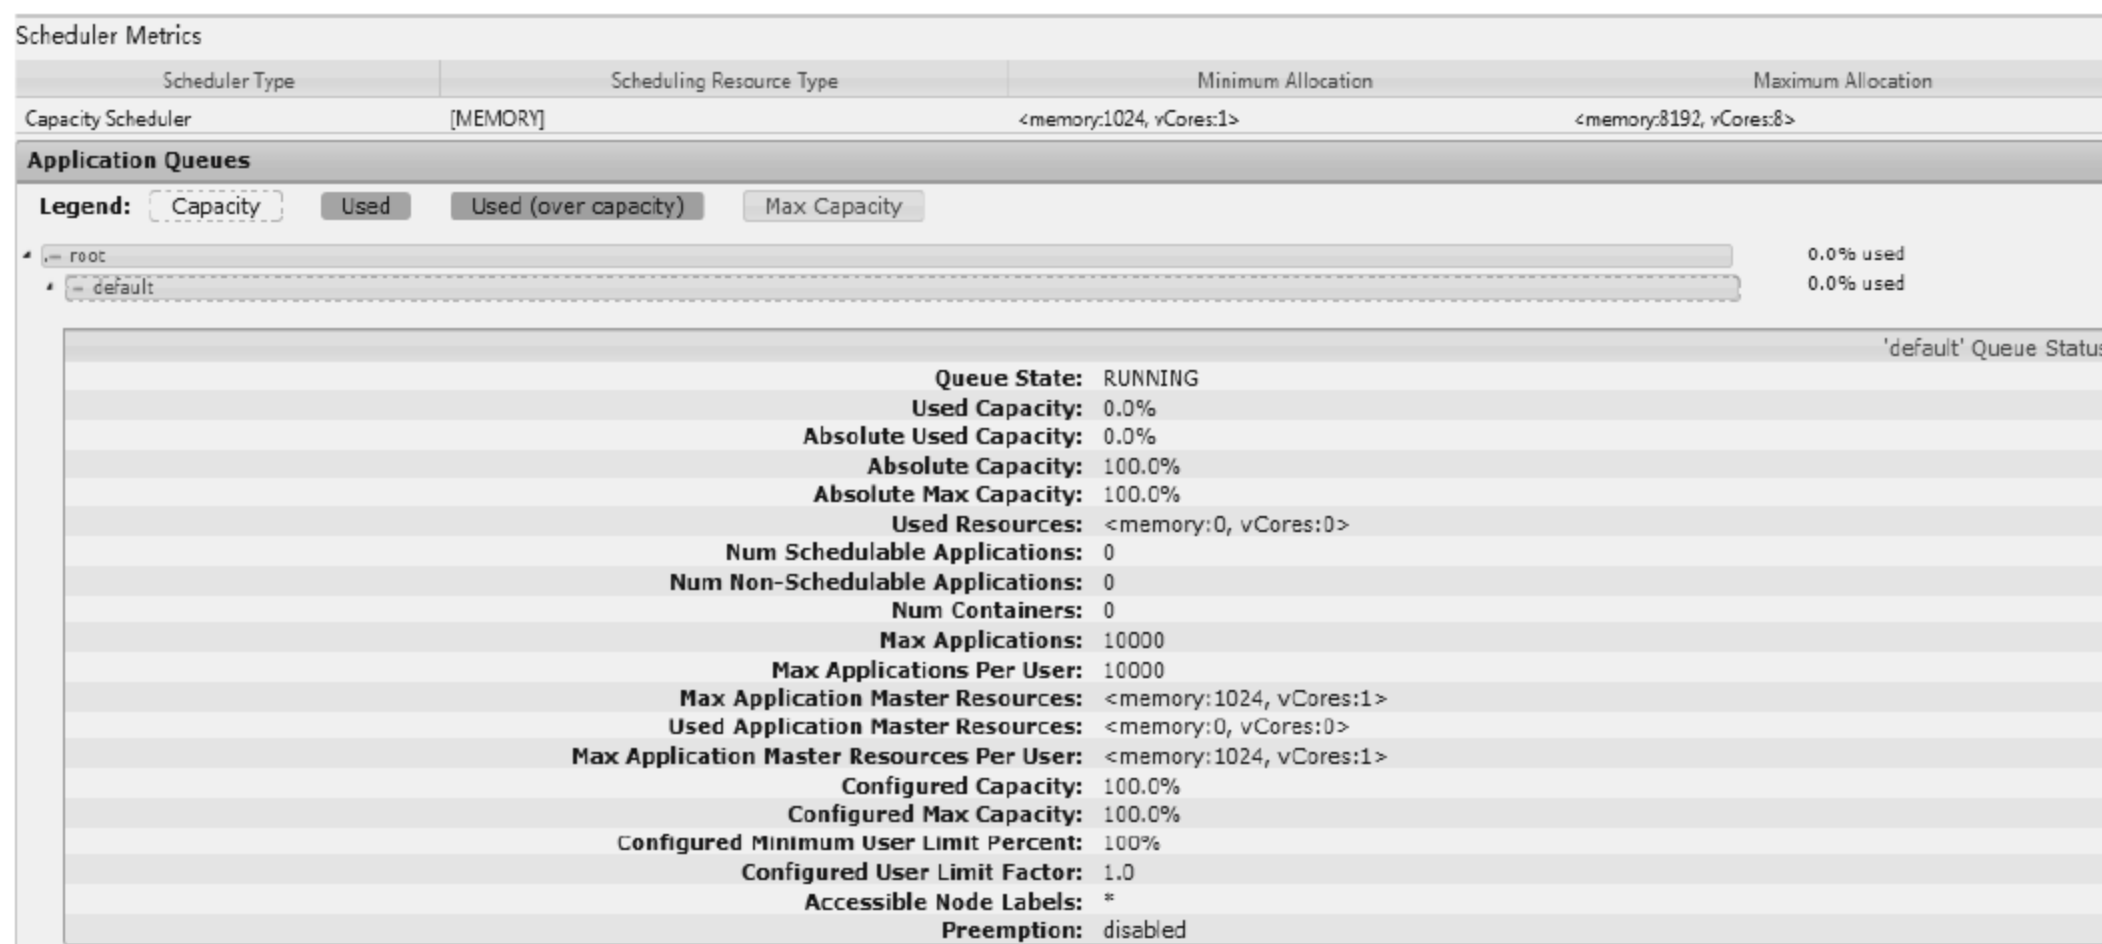 Scheduler Metrics
Scheduler Type Scheduling Resource Type Minimum Allocation Maximum Allocation
Capacity Scheduler [MEMORY] <memory:1024, vCores:1> <memory:8192, vCores:8>
Application Queues
Legend: Capacity Used Used (over capacity) Max Capacity
root 0.0% used
default 0.0% used
'default' Queue Status
Queue State: RUNNING
Used Capacity: 0.0%
Absolute Used Capacity: 0.0%
Absolute Capacity: 100.0%
Absolute Max Capacity: 100.0%
Used Resources: <memory:0, vCores:0>
Num Schedulable Applications: 0
Num Non-Schedulable Applications: 0
Num Containers: 0
Max Applications: 10000
Max Applications Per User: 10000
Max Application Master Resources: <memory:1024, vCores:1>
Used Application Master Resources: <memory:0, vCores:0>
Max Application Master Resources Per User: <memory:1024, vCores:1>
Configured Capacity: 100.0%
Configured Max Capacity: 100.0%
Configured Minimum User Limit Percent: 100%
Configured User Limit Factor: 1.0
Accessible Node Labels: *
Preemption: disabled